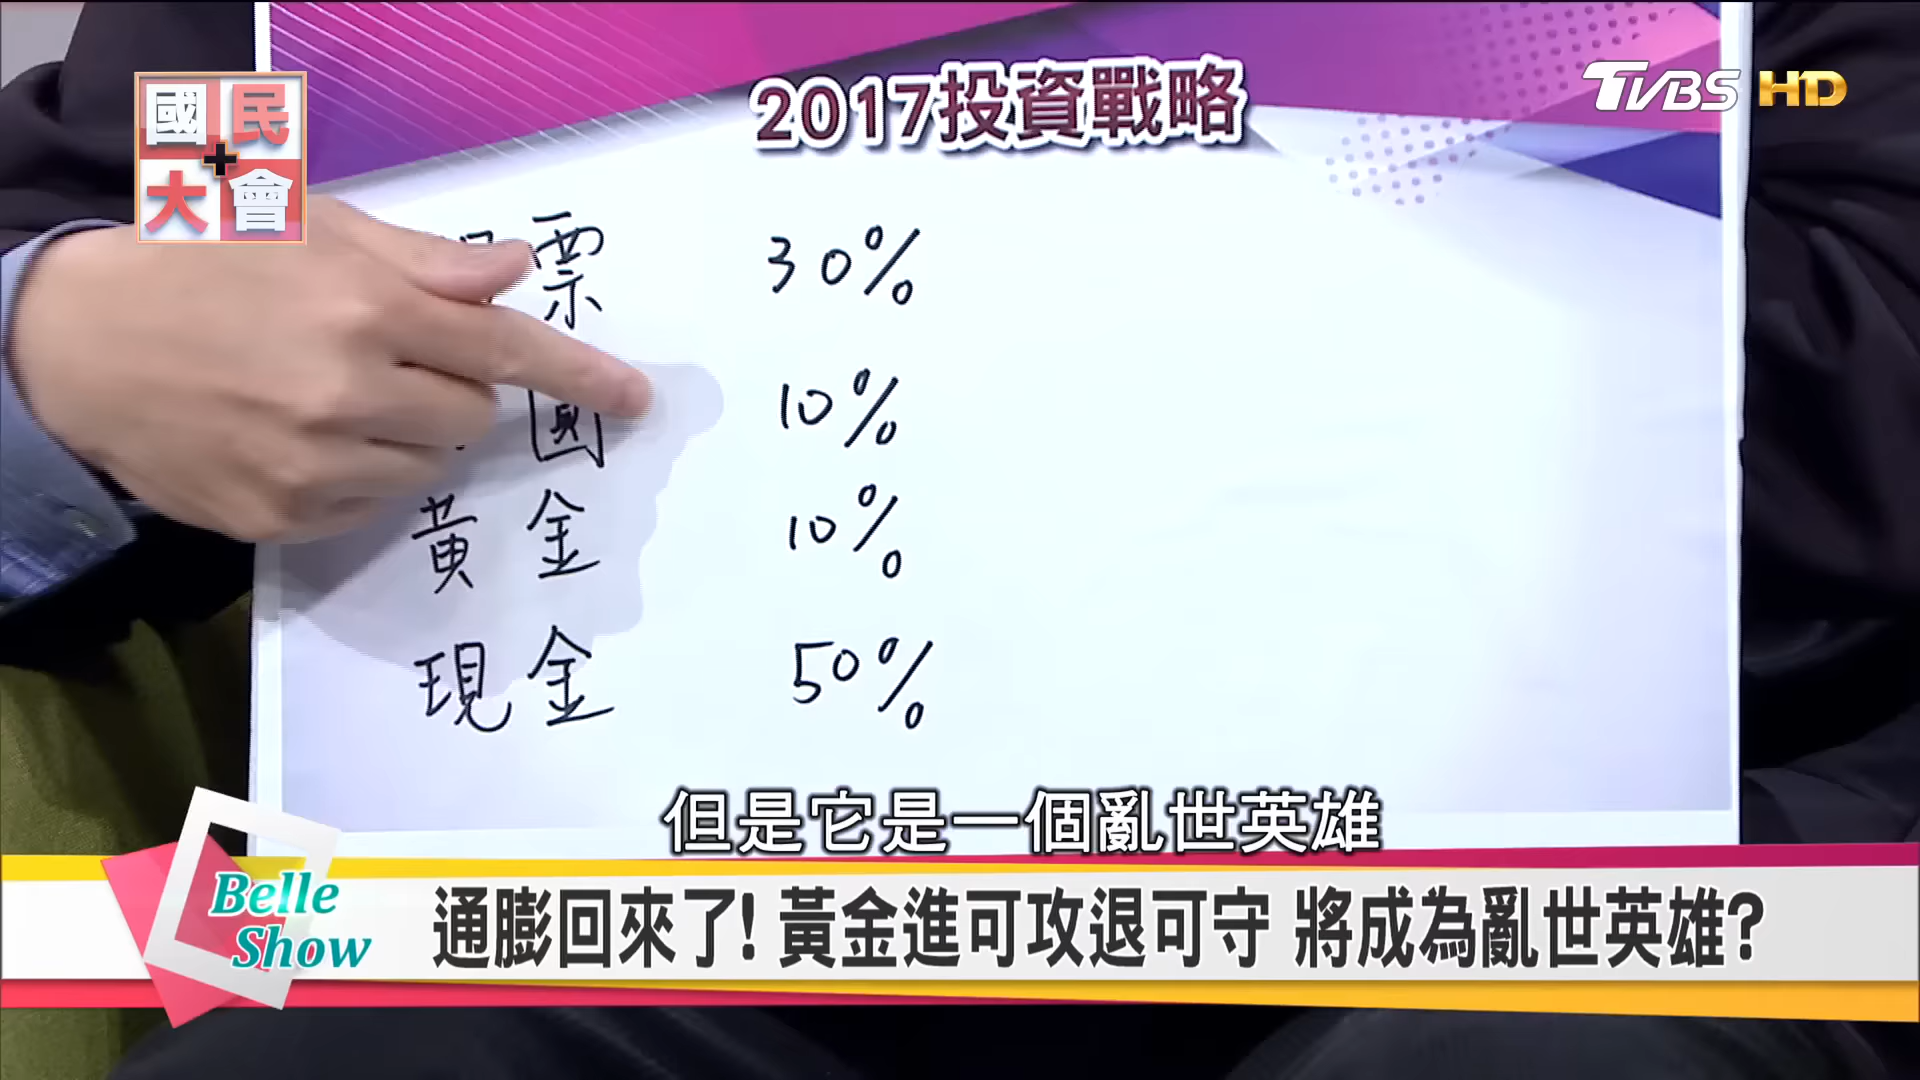 國民
大會
TVBS HD
2017投資戰略
票 30%
圓 10%
黃金 10%
現金 50%
但是它是一個亂世英雄
Belle
Show
通膨回來了! 黃金進可攻退可守 將成為亂世英雄?